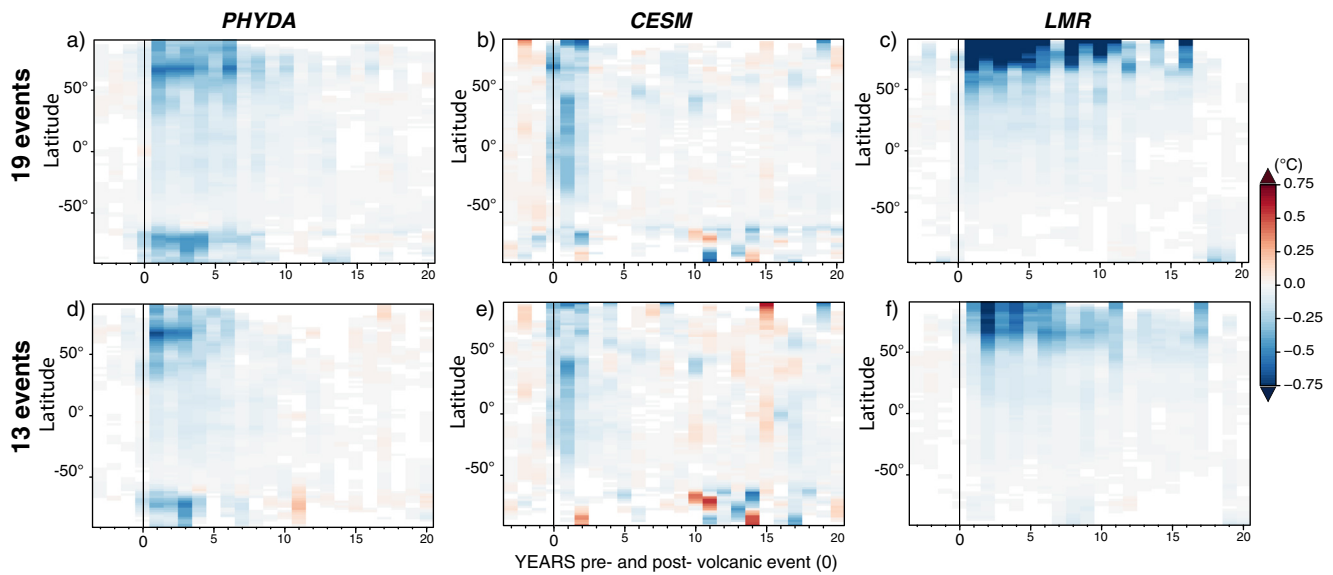 PHYDA CESM LMR
19 events
a) b) c)
Latitude Latitude Latitude
50° 50° 50°
0° 0° 0°
-50° -50° -50°
0 5 10 15 20 0 5 10 15 20 0 5 10 15 20
(°C)
0.75
0.5
0.25
0.0
−0.25
−0.5
−0.75
13 events
d) e) f)
Latitude Latitude Latitude
50° 50° 50°
0° 0° 0°
-50° -50° -50°
0 5 10 15 20 0 5 10 15 20 0 5 10 15 20
YEARS pre- and post- volcanic event (0)